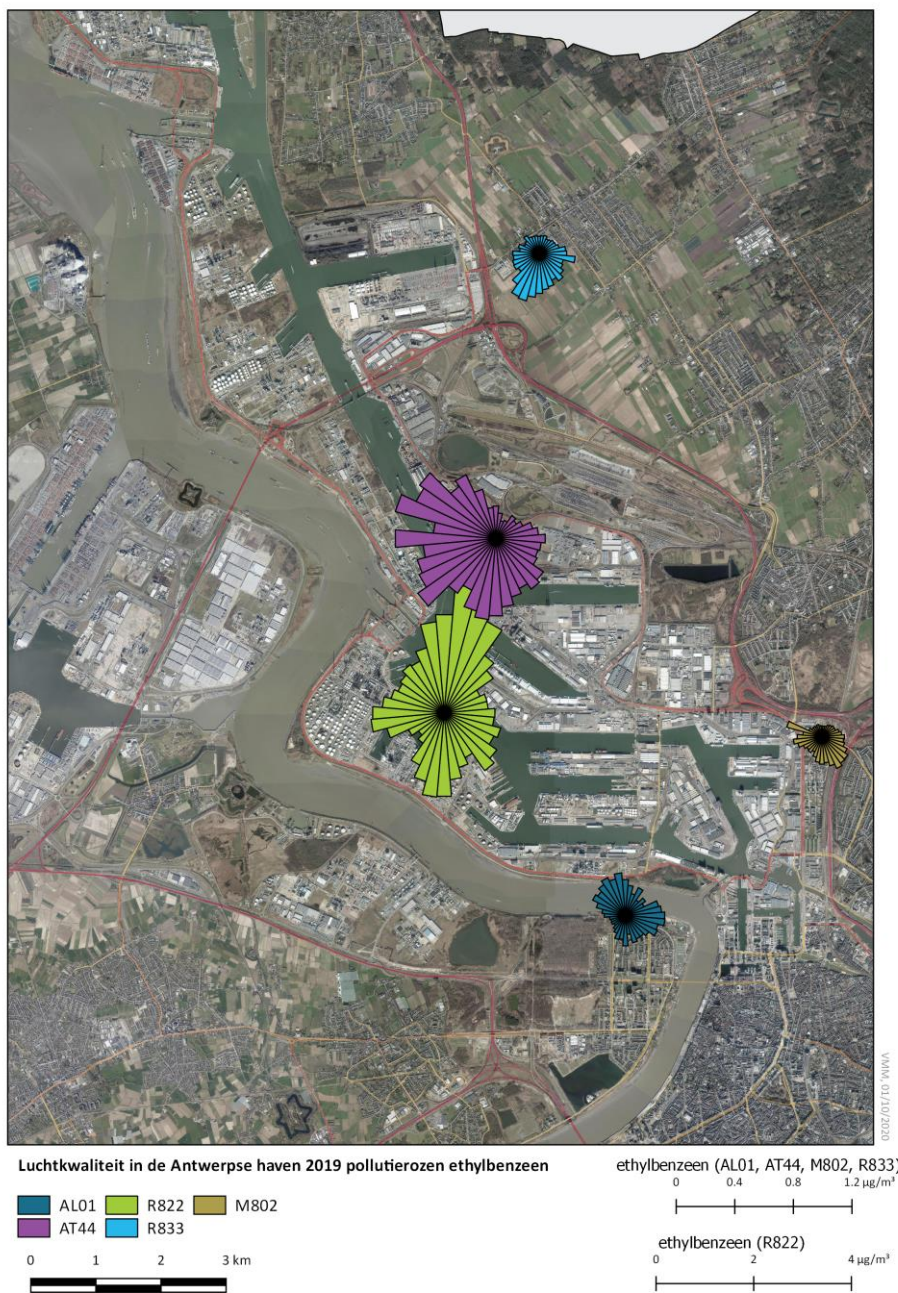 VMM, 01/10/2020
Luchtkwaliteit in de Antwerpse haven 2019 pollutierozen ethylbenzeen
AL01 R822 M802
AT44 R833
0 1 2 3 km
ethylbenzeen (AL01, AT44, M802, R833)
0 0.4 0.8 1.2 µg/m³
ethylbenzeen (R822)
0 2 4 µg/m³